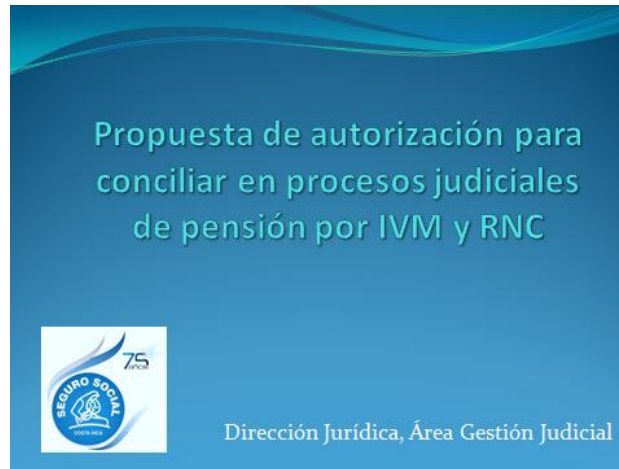 Propuesta de autorización para
conciliar en procesos judiciales
de pensión por IVM y RNC
75
años
SEGURO SOCIAL
COSTA RICA
Dirección Jurídica, Área Gestión Judicial